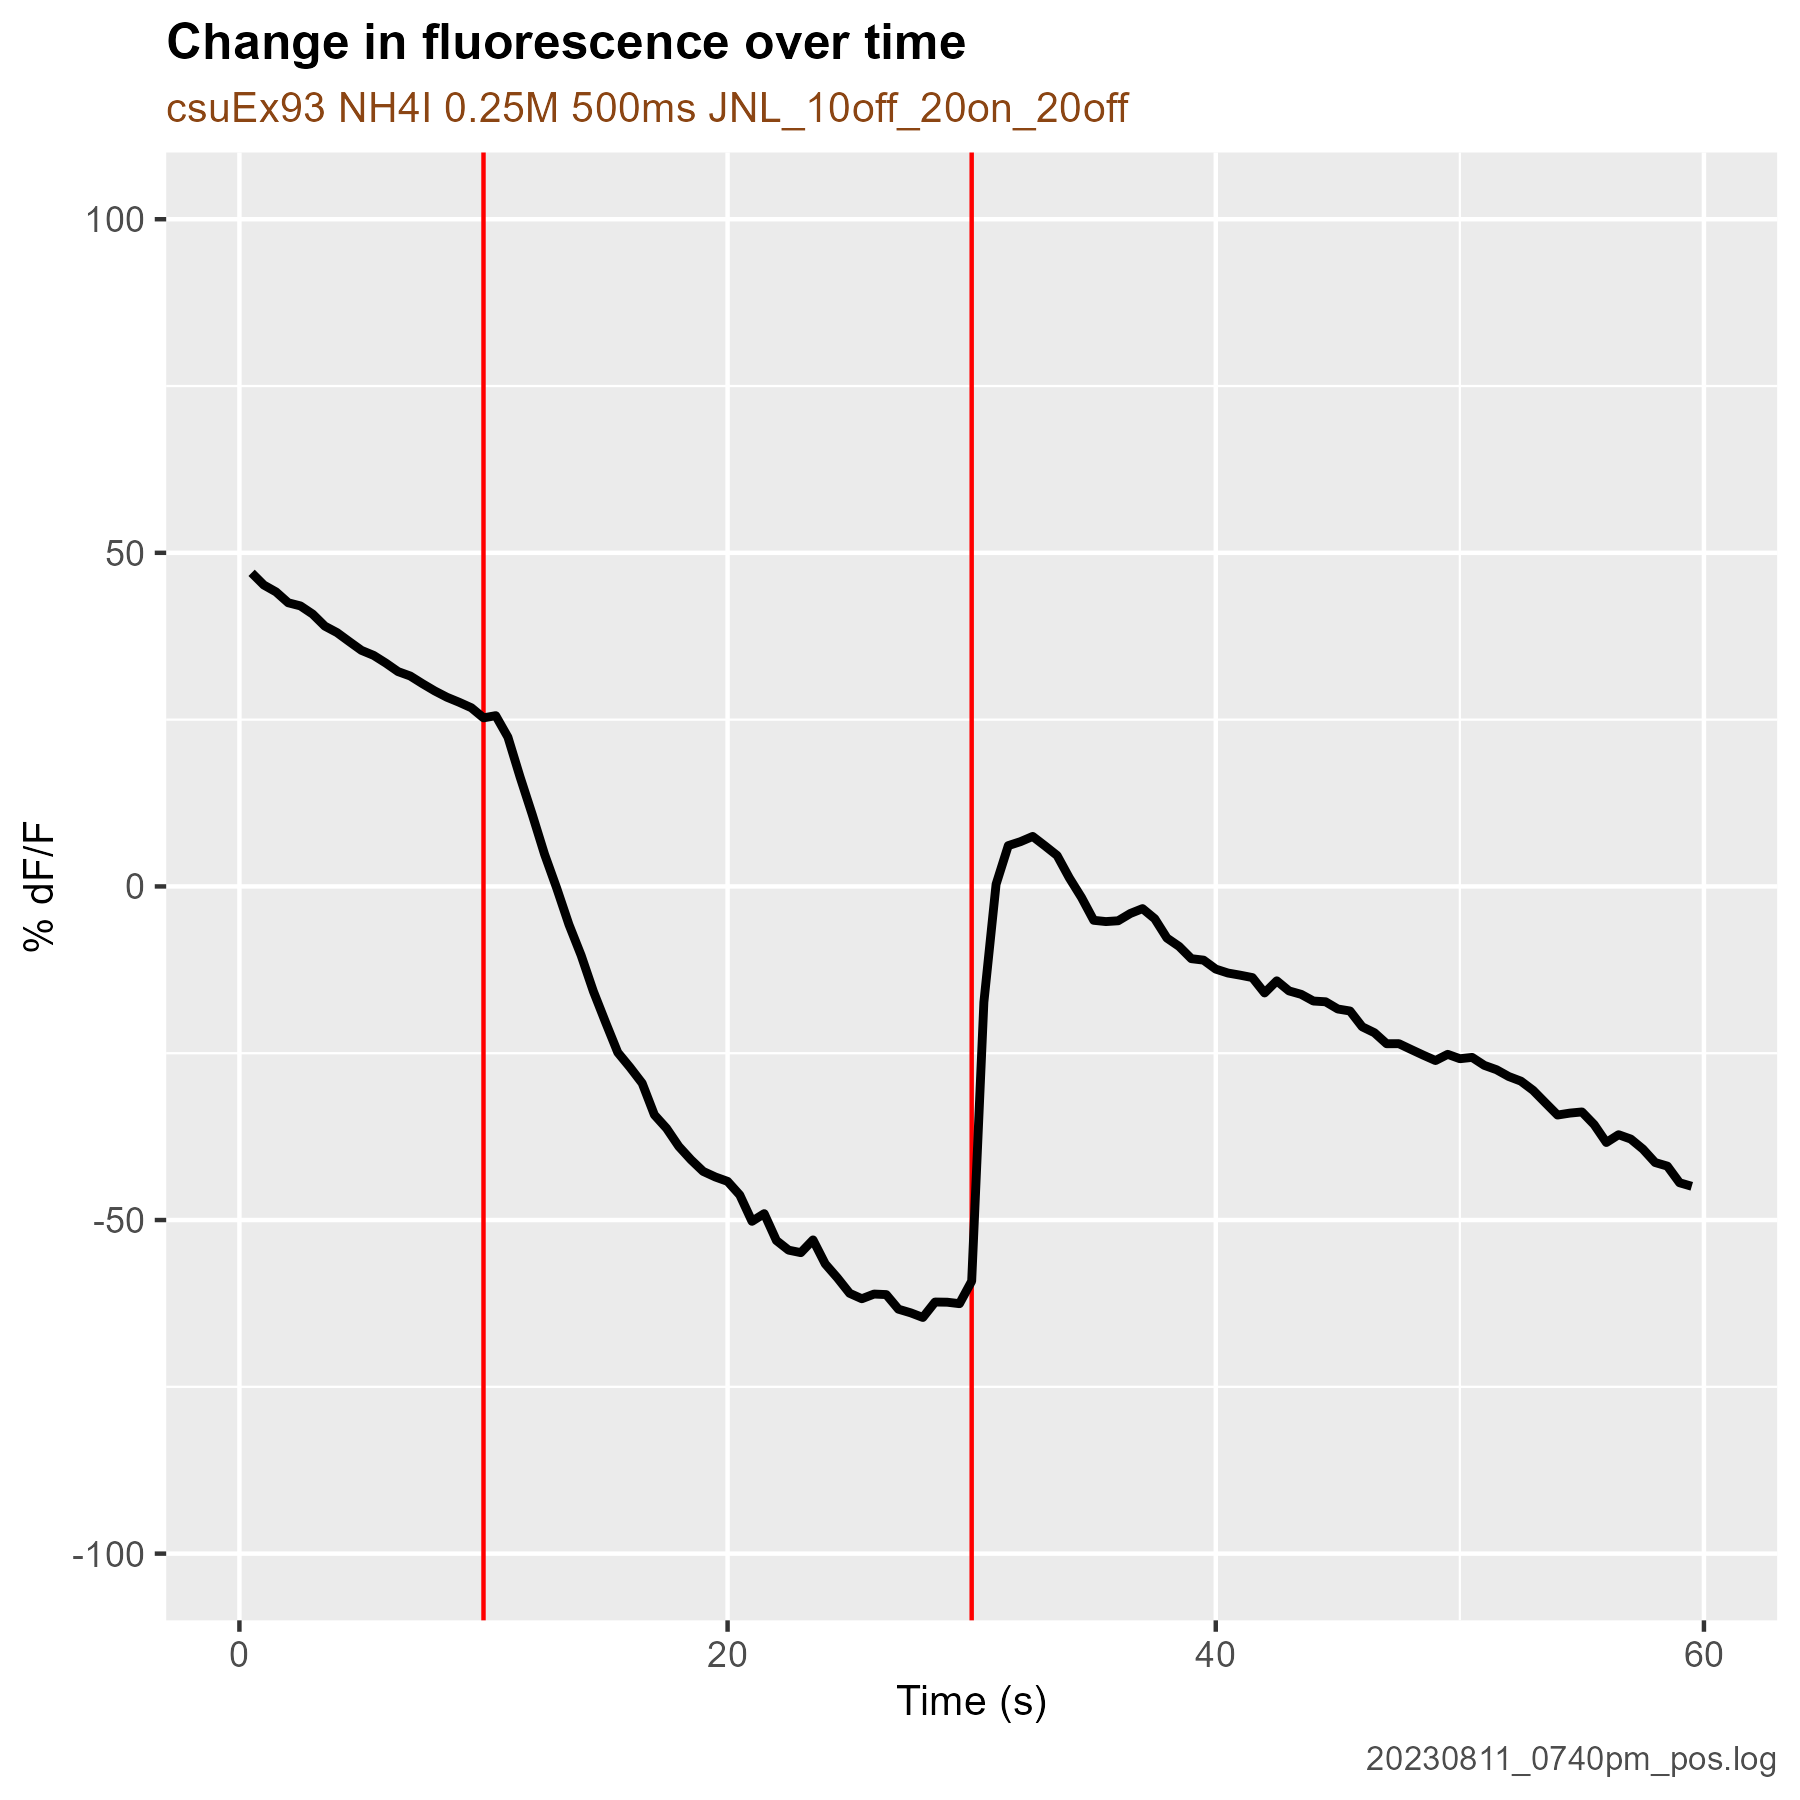 Change in fluorescence over time
csuEx93 NH4I 0.25M 500ms JNL_10off_20on_20off
% dF/F
100
50
0
-50
-100
0 20 40 60
Time (s)
20230811_0740pm_pos.log